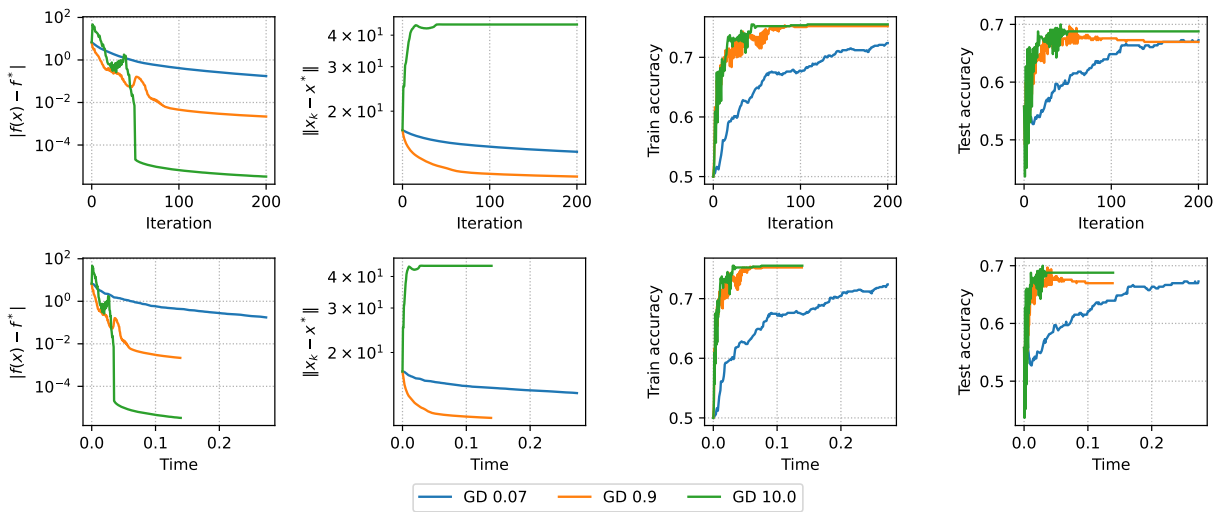 |f(x) − f*|
10²
10⁰
10⁻²
10⁻⁴
0
100
200
Iteration
‖x_k − x*‖
4 × 10¹
3 × 10¹
2 × 10¹
0
100
200
Iteration
Train accuracy
0.7
0.6
0.5
0
100
200
Iteration
Test accuracy
0.7
0.6
0.5
0
100
200
Iteration
|f(x) − f*|
10²
10⁰
10⁻²
10⁻⁴
0.0
0.1
0.2
Time
‖x_k − x*‖
4 × 10¹
3 × 10¹
2 × 10¹
0.0
0.1
0.2
Time
Train accuracy
0.7
0.6
0.5
0.0
0.1
0.2
Time
Test accuracy
0.7
0.6
0.5
0.0
0.1
0.2
Time
GD 0.07
GD 0.9
GD 10.0